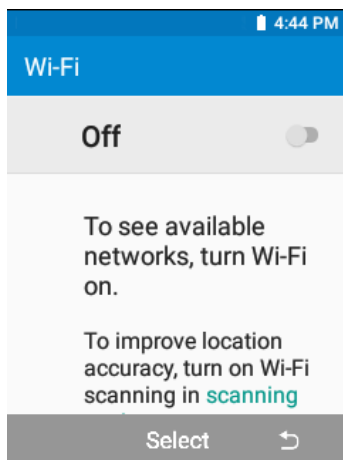 4:44 PM
Wi-Fi
Off
To see available
networks, turn Wi-Fi
on.
To improve location
accuracy, turn on Wi-Fi
scanning in scanning
Select